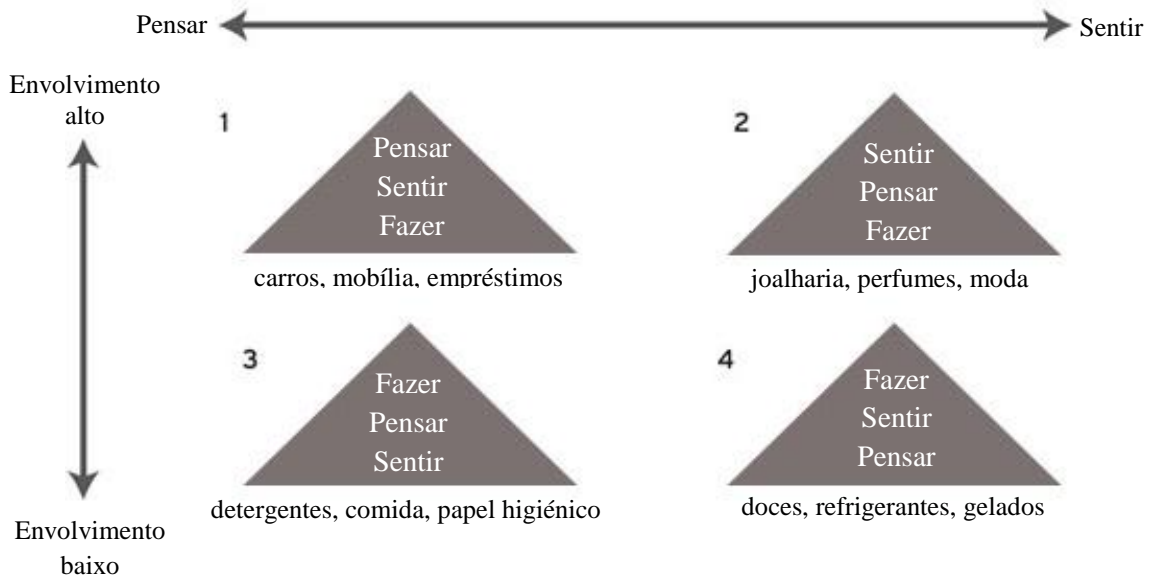 Pensar
Sentir
Envolvimento
alto
1
Pensar
Sentir
Fazer
carros, mobília, empréstimos
2
Sentir
Pensar
Fazer
joalharia, perfumes, moda
3
Fazer
Pensar
Sentir
detergentes, comida, papel higiénico
4
Fazer
Sentir
Pensar
doces, refrigerantes, gelados
Envolvimento
baixo